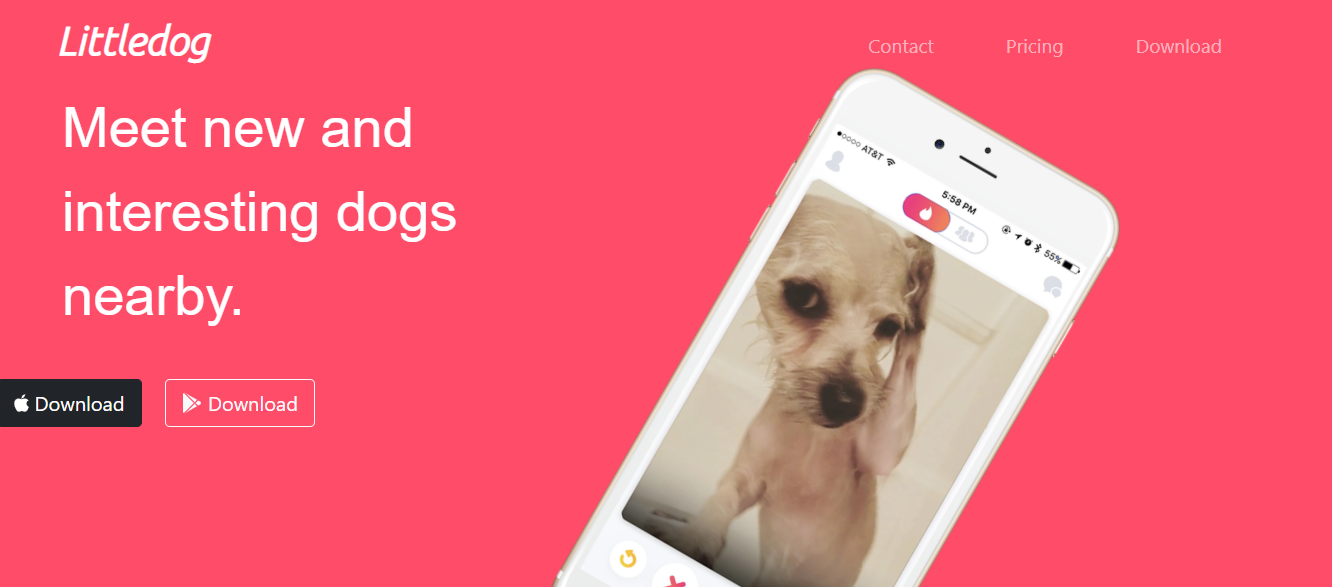 Littledog
Contact Pricing Download
Meet new and
interesting dogs
nearby.
Download
Download
AT&T
5:58 PM
55%